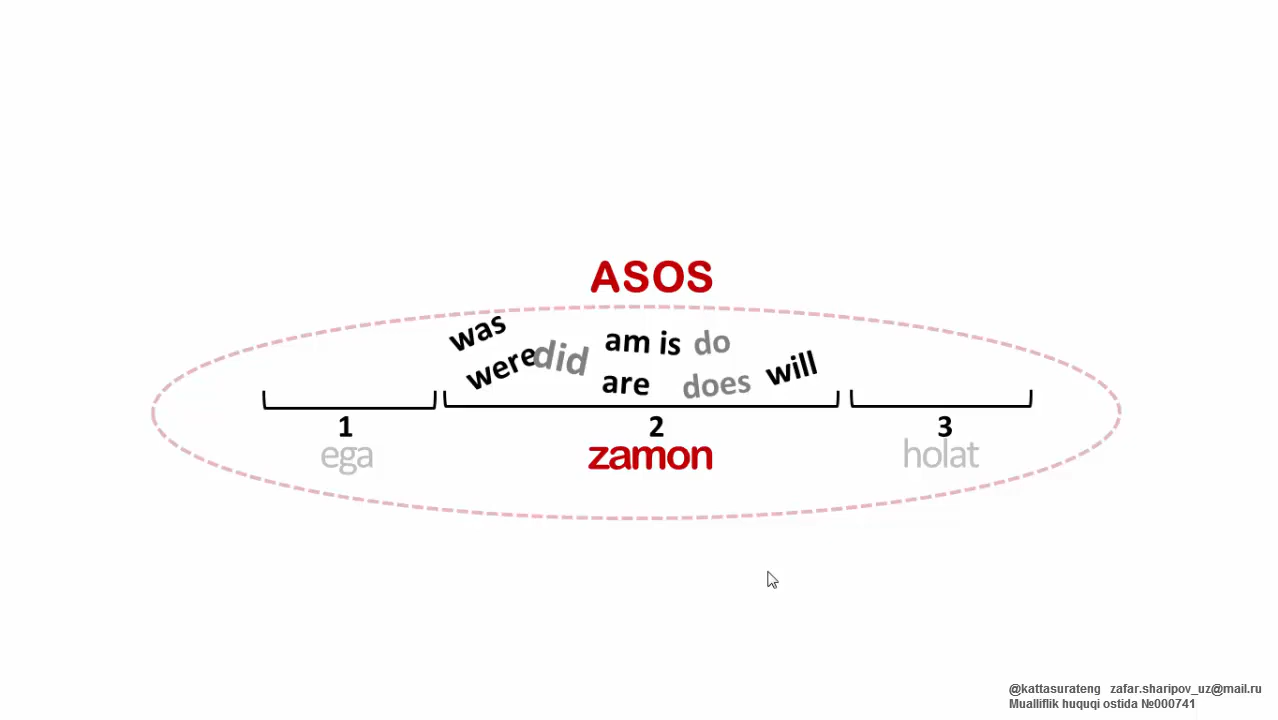 ASOS
was were did am is are do does will
1 2 3
ega zamon holat
@kattasurateng zafar.sharipov_uz@mail.ru
Mualliflik huquqi ostida №000741